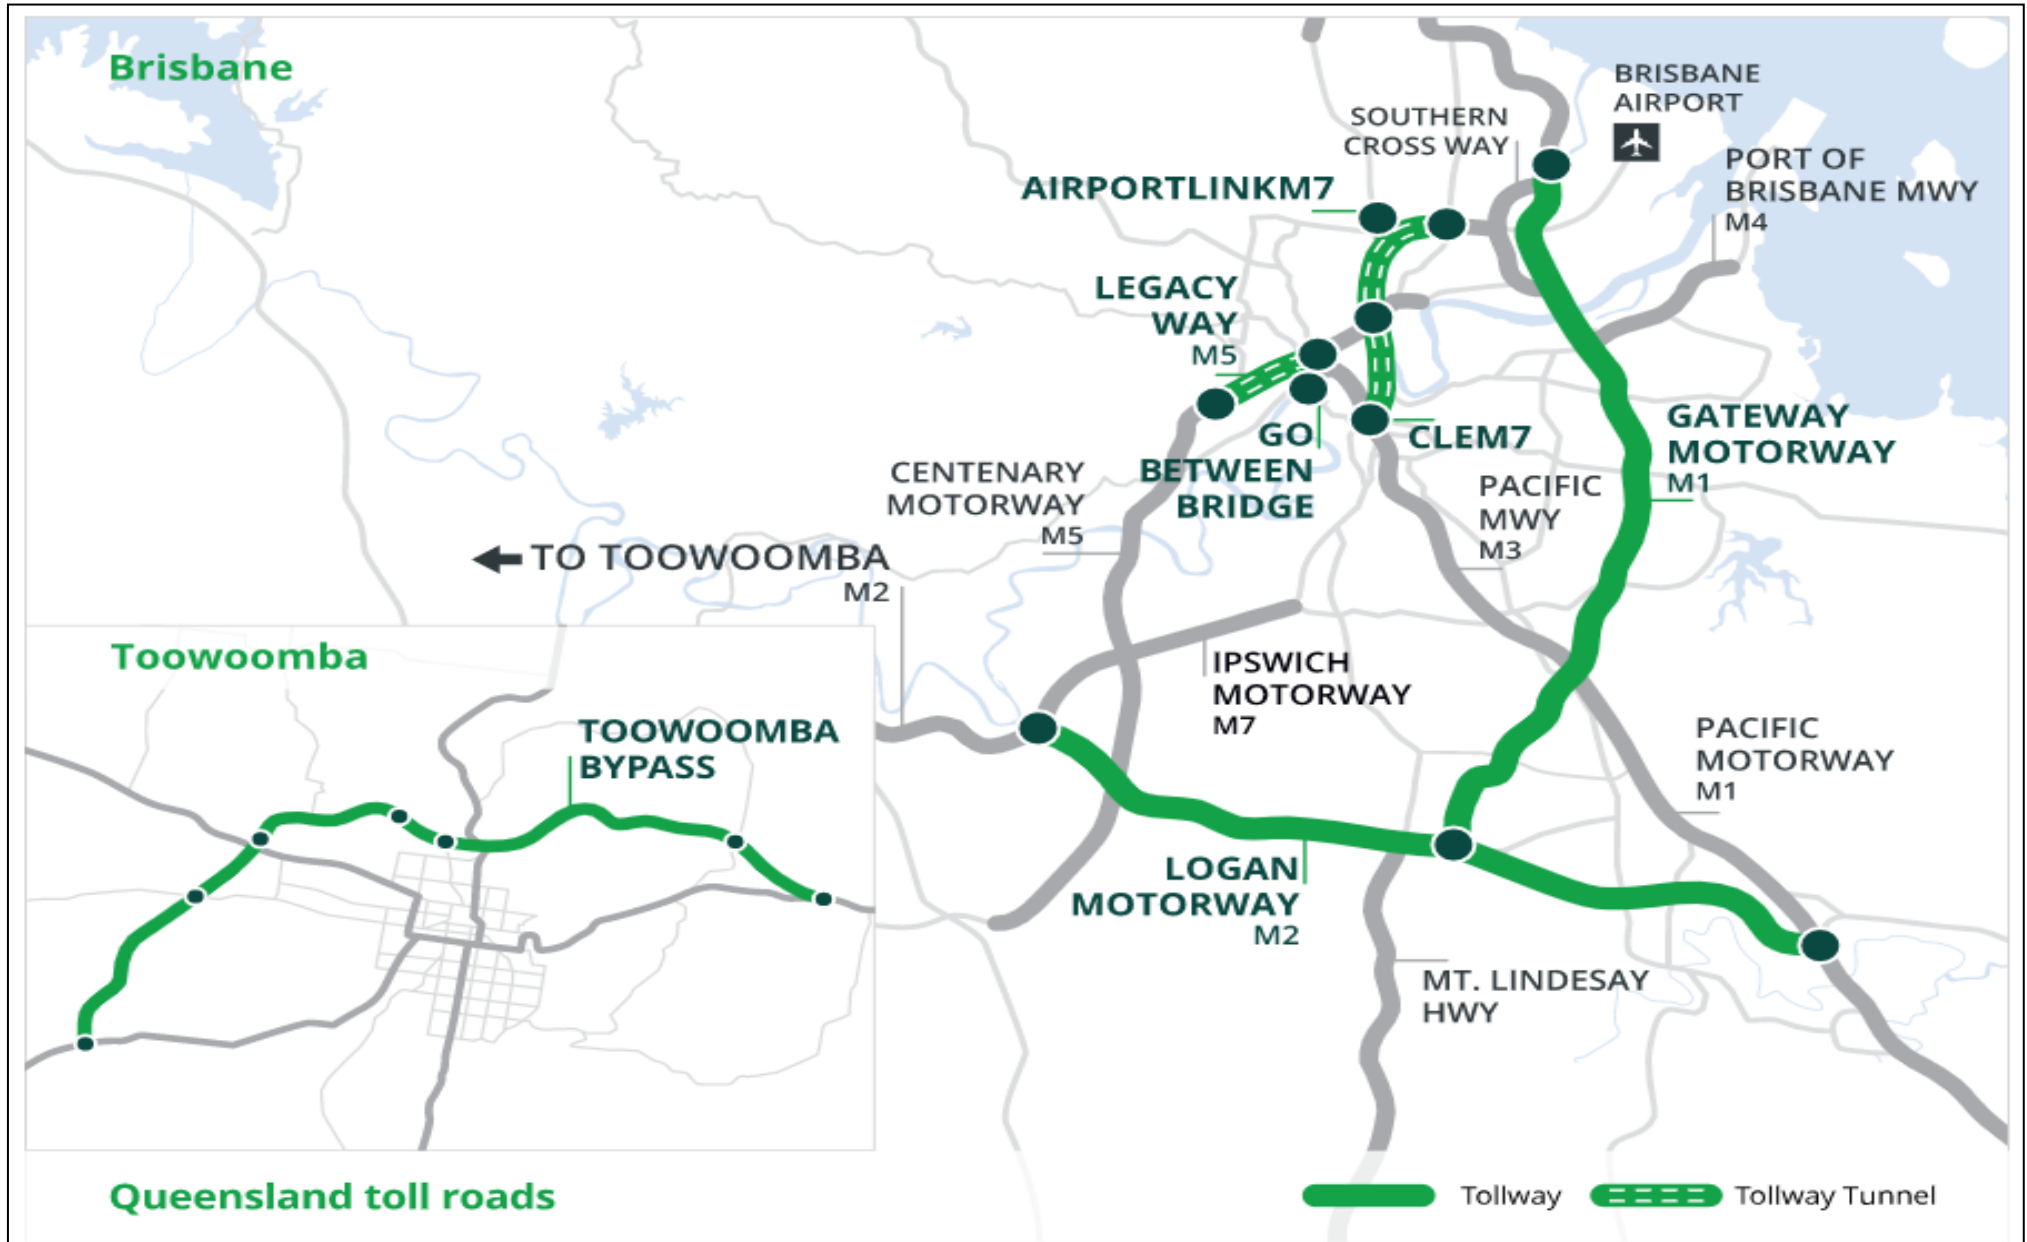 Brisbane
BRISBANE
AIRPORT
SOUTHERN
CROSS WAY
PORT OF
BRISBANE MWY
M4
AIRPORTLINKM7
LEGACY
WAY
M5
GO
BETWEEN
BRIDGE
CLEM7
GATEWAY
MOTORWAY
M1
CENTENARY
MOTORWAY
M5
PACIFIC
MWY
M3
TO TOOWOOMBA
M2
IPSWICH
MOTORWAY
M7
PACIFIC
MOTORWAY
M1
LOGAN
MOTORWAY
M2
MT. LINDESAY
HWY
Toowoomba
TOOWOOMBA
BYPASS
Queensland toll roads
Tollway
Tollway Tunnel